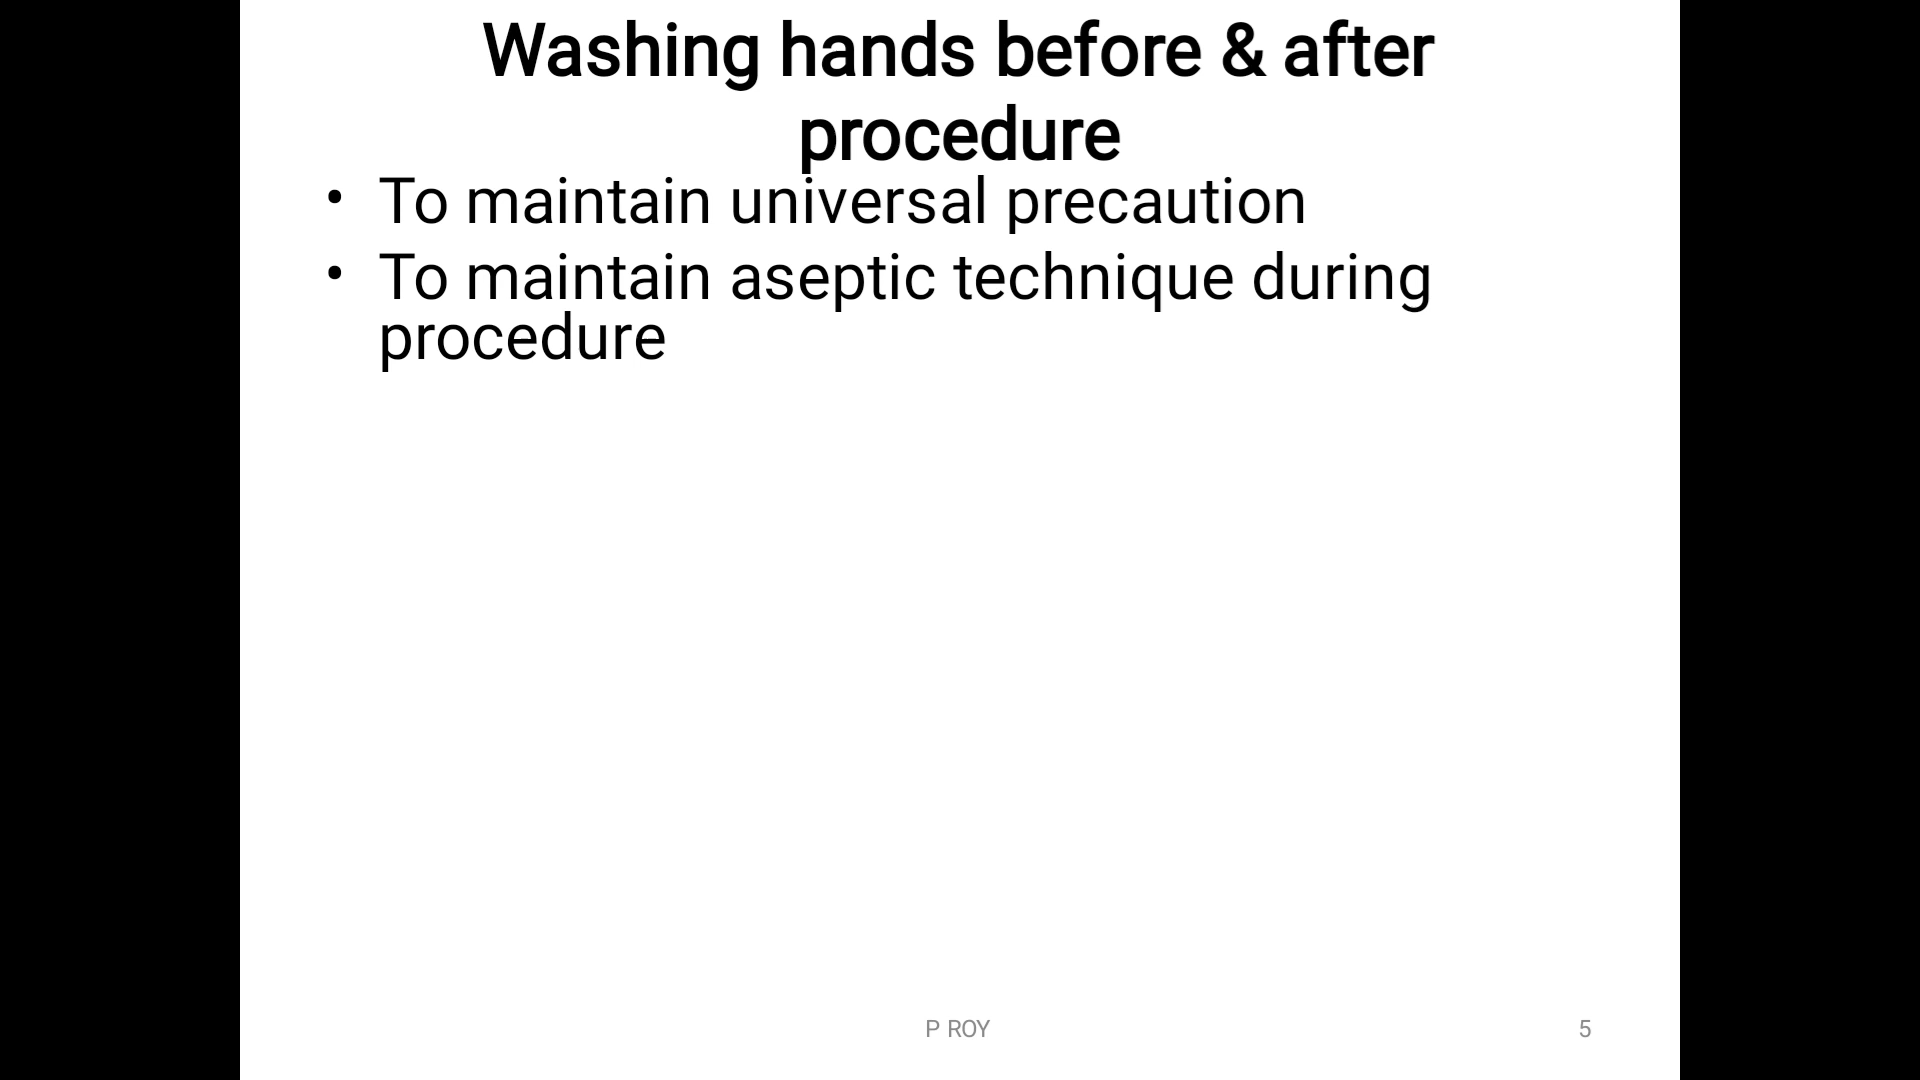 Washing hands before & after
procedure
• To maintain universal precaution
• To maintain aseptic technique during
procedure
P ROY
5